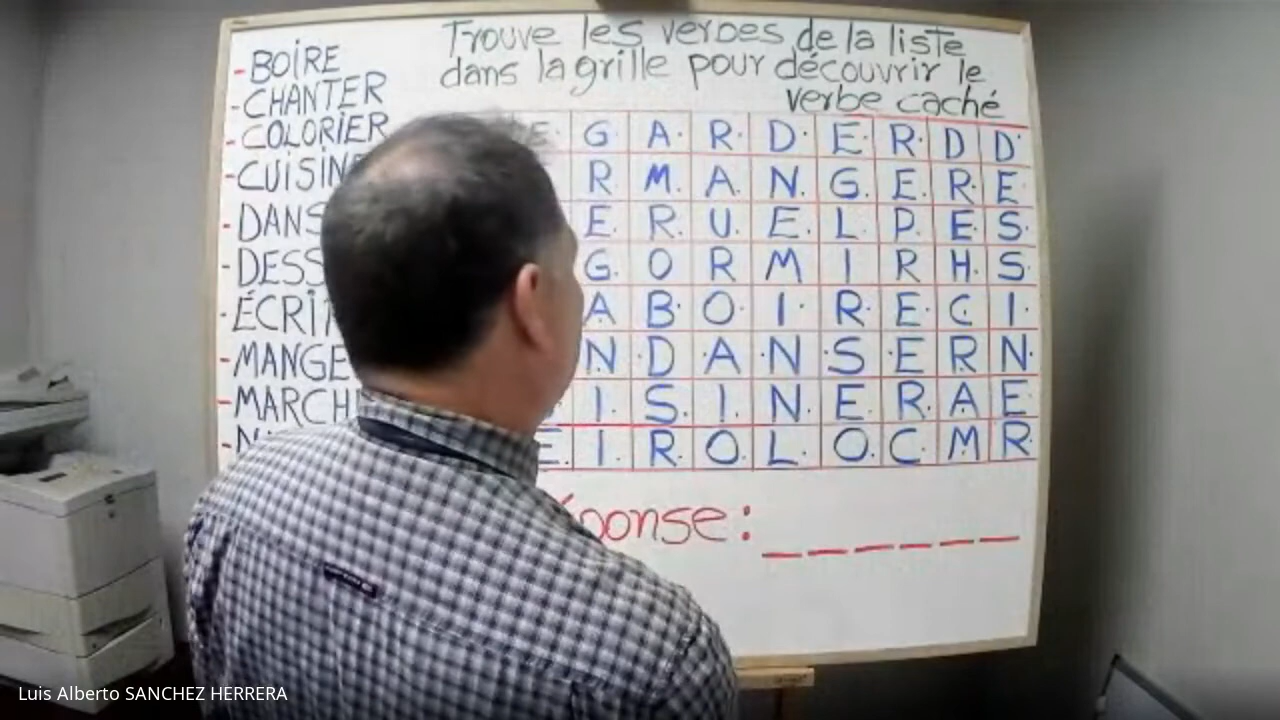 Trouve les verbes de la liste
dans la grille pour découvrir le
verbe caché
- BOIRE
- CHANTER
- COLORIER
- CUISINE
- DANS
- DESS
- ÉCRI
- MANGE
- MARCH
E G A R D E R D D
R M A N G E R E
E R U E L P E S
G O R M I R H S
A B O I R E C I
N D A N S E R N
I S I N E R A E
E I R O L O C M R
ponse: _ _ _ _ _ _
Luis Alberto SANCHEZ HERRERA